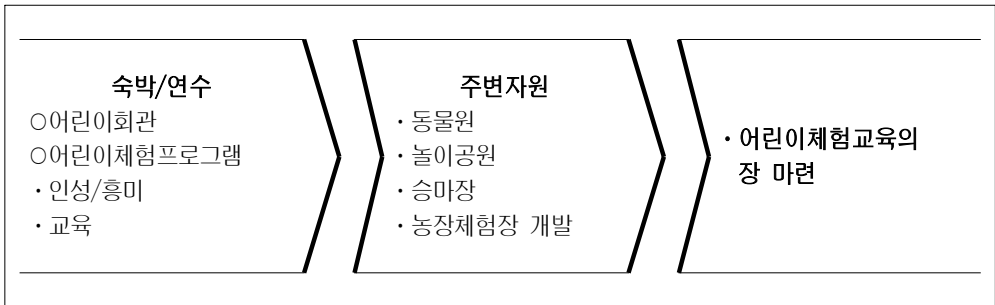 숙박/연수
○어린이회관
○어린이체험프로그램
・인성/흥미
・교육
주변자원
・동물원
・놀이공원
・승마장
・농장체험장 개발
・어린이체험교육의
장 마련